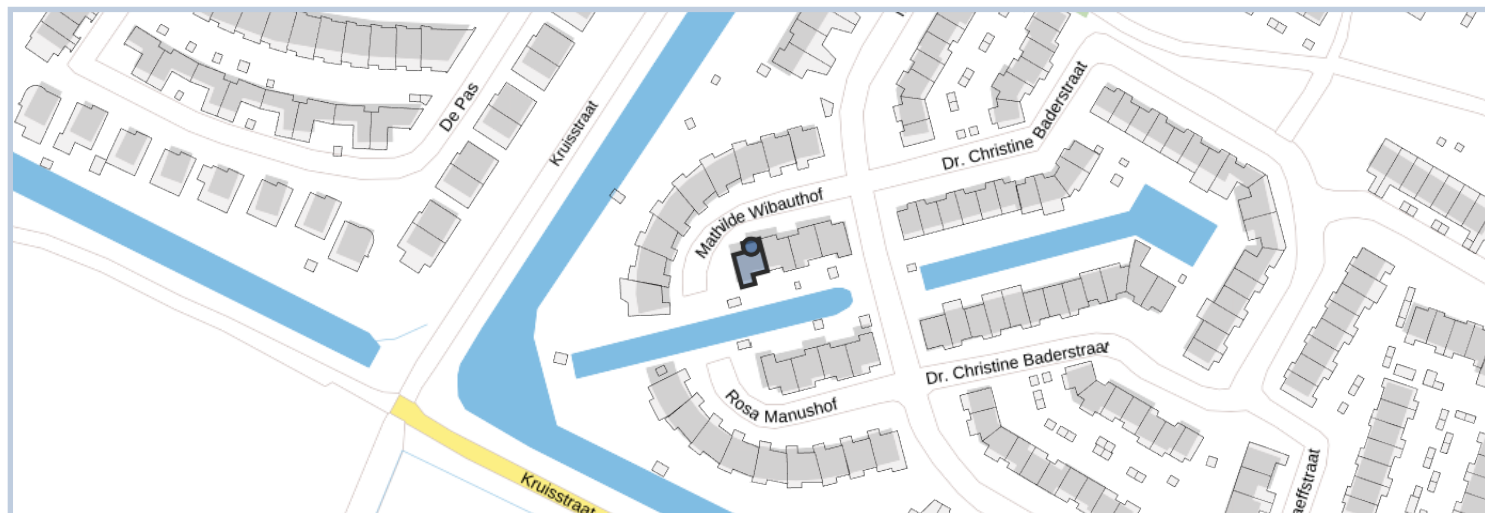 De Pas
Kruisstraat
Dr. Christine Baderstraat
Mathilde Wibauthof
Dr. Christine Baderstraat
Rosa Manushof
Kruisstraat